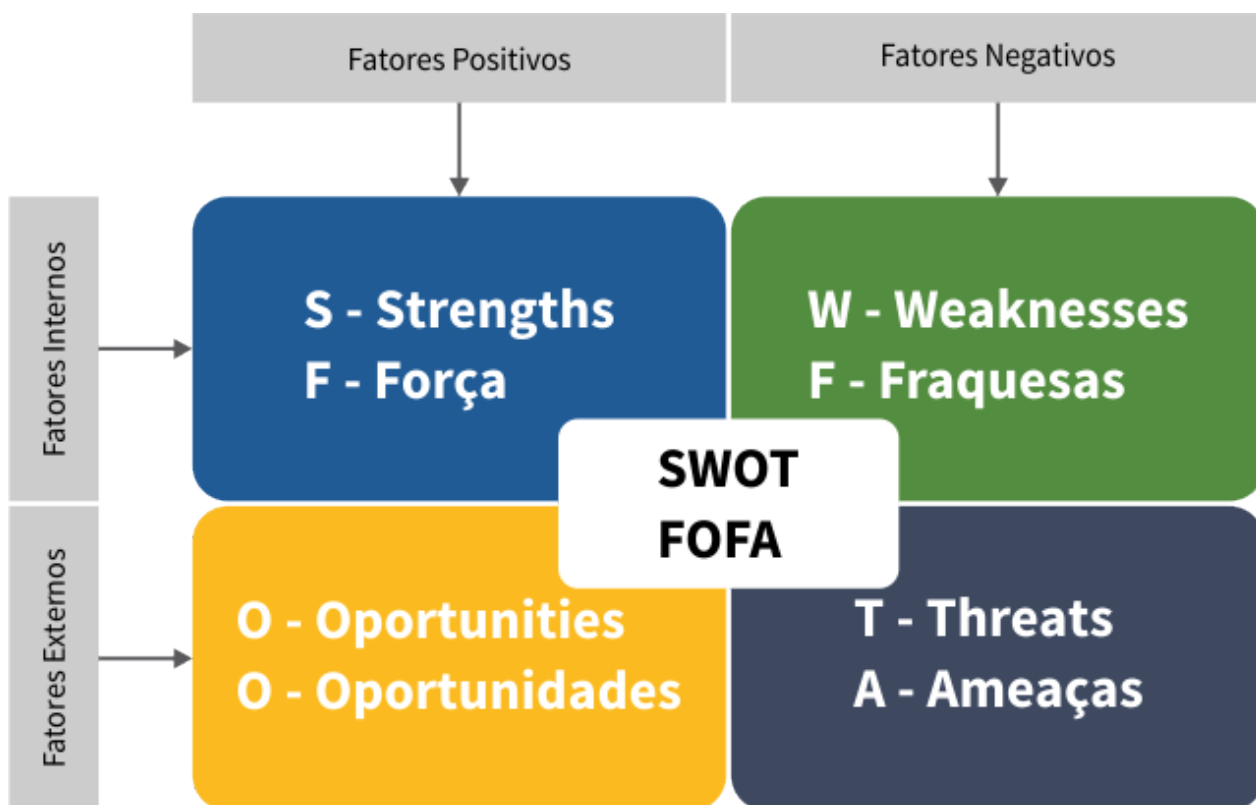 Fatores Positivos
Fatores Negativos
Fatores Internos
S - Strengths
F - Força
W - Weaknesses
F - Fraquesas
SWOT
FOFA
Fatores Externos
O - Oportunities
O - Oportunidades
T - Threats
A - Ameaças